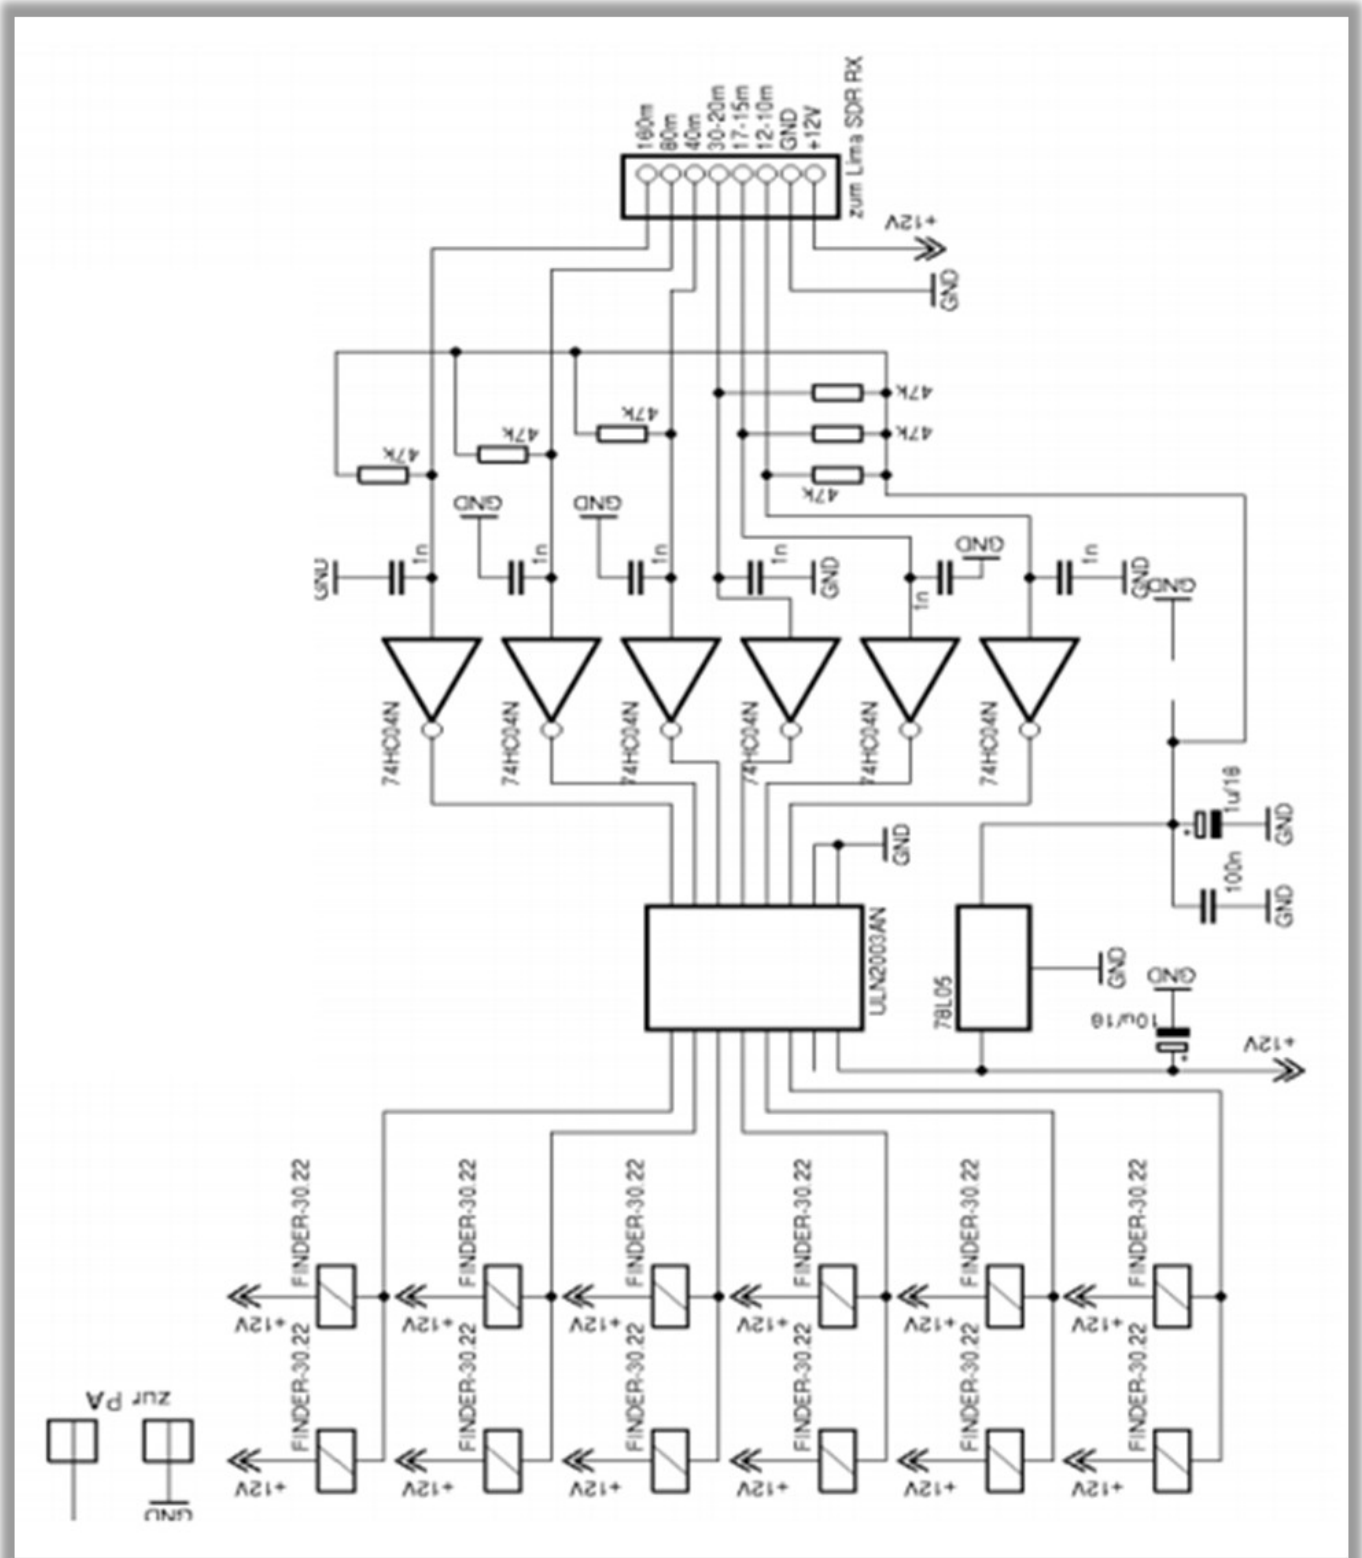 160m
80m
40m
30-20m
17-15m
12-10m
GND
+12V
zum Lima SDR RX
+12V
GND
47k
47k
47k
47k
47k
47k
GND
GND
GND
1n
1n
1n
1n
GND
1n
GND
1n
GND
GND
74HC04N
74HC04N
74HC04N
74HC04N
74HC04N
74HC04N
GND
1u/16
GND
100n
GND
ULN2003AN
78L05
GND
GND
10u/16
+12V
FINDER-30.22
FINDER-30.22
FINDER-30.22
FINDER-30.22
FINDER-30.22
FINDER-30.22
+12V
+12V
+12V
+12V
+12V
+12V
zur PA
FINDER-30.22
FINDER-30.22
FINDER-30.22
FINDER-30.22
FINDER-30.22
FINDER-30.22
+12V
+12V
+12V
+12V
+12V
+12V
GND